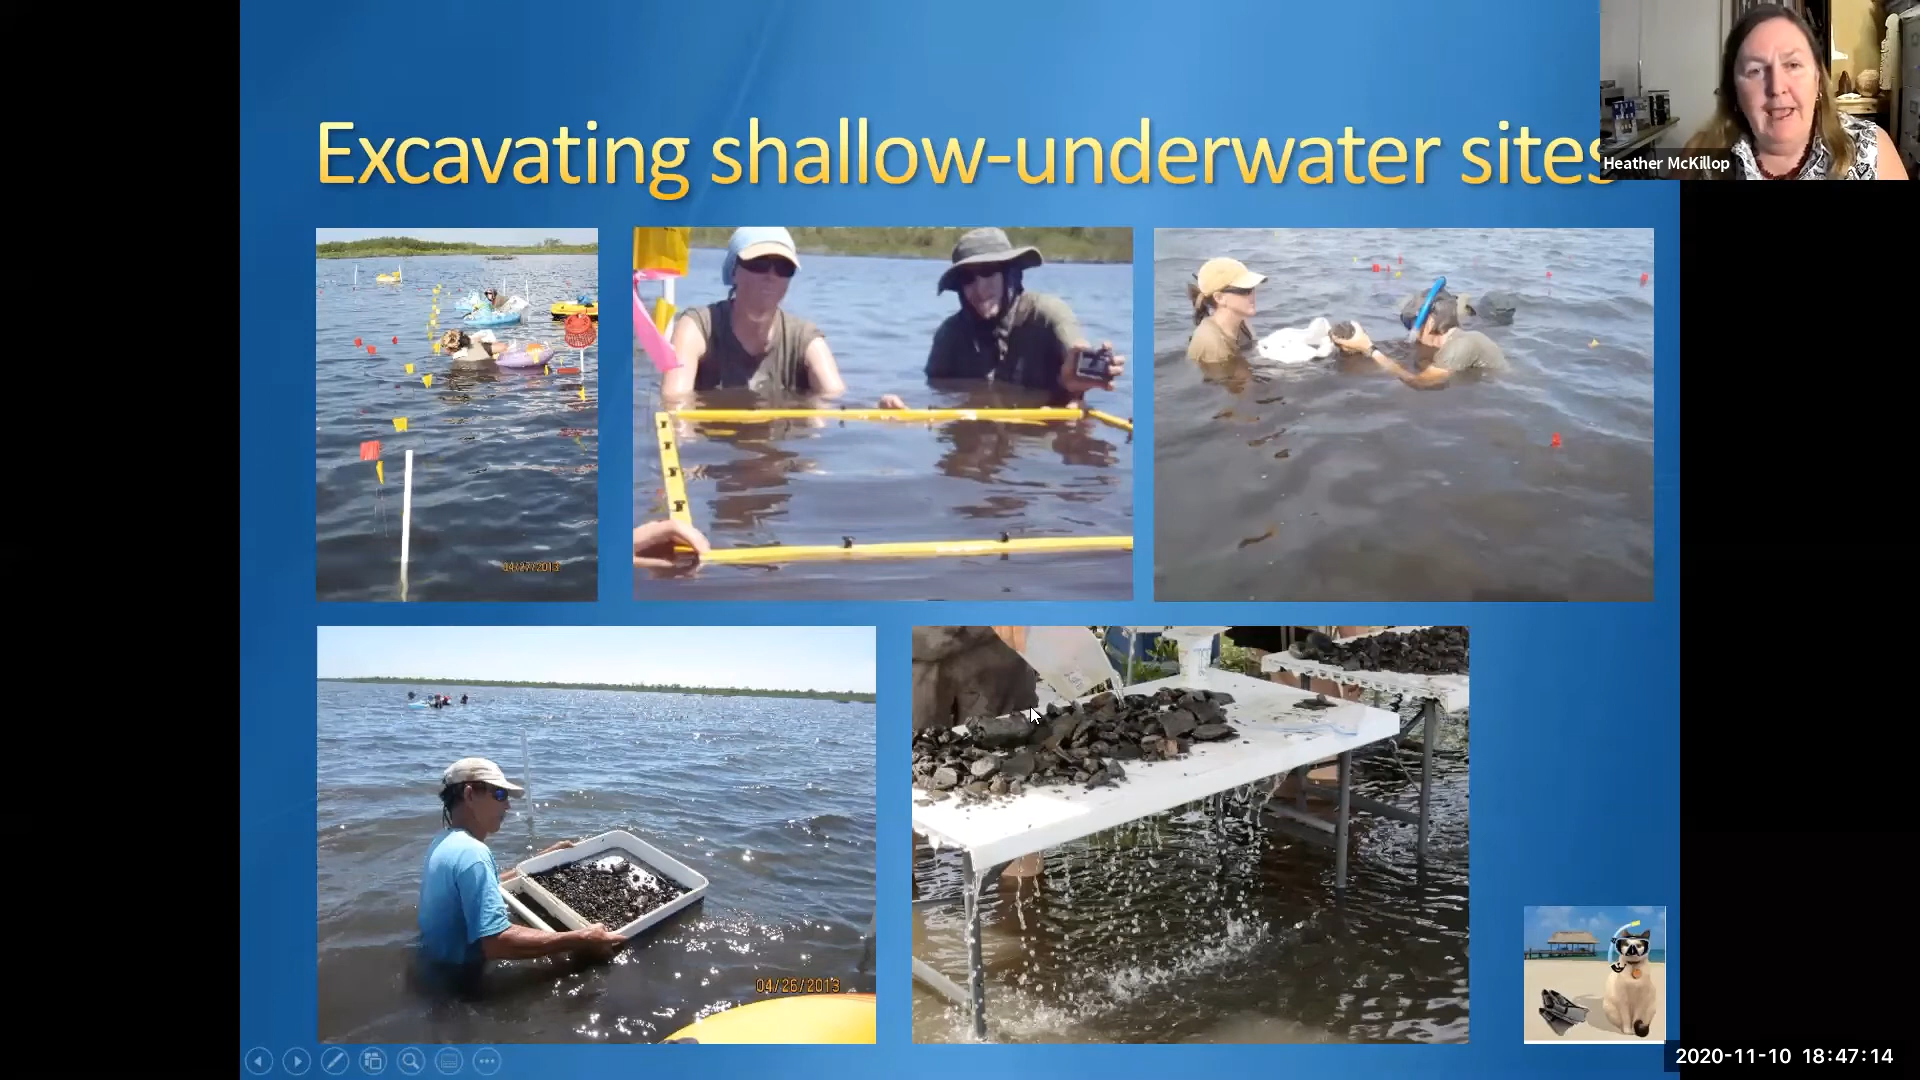 Excavating shallow-underwater sites
Heather McKillop
04/27/2013
04/26/2013
2020-11-10 18:47:14